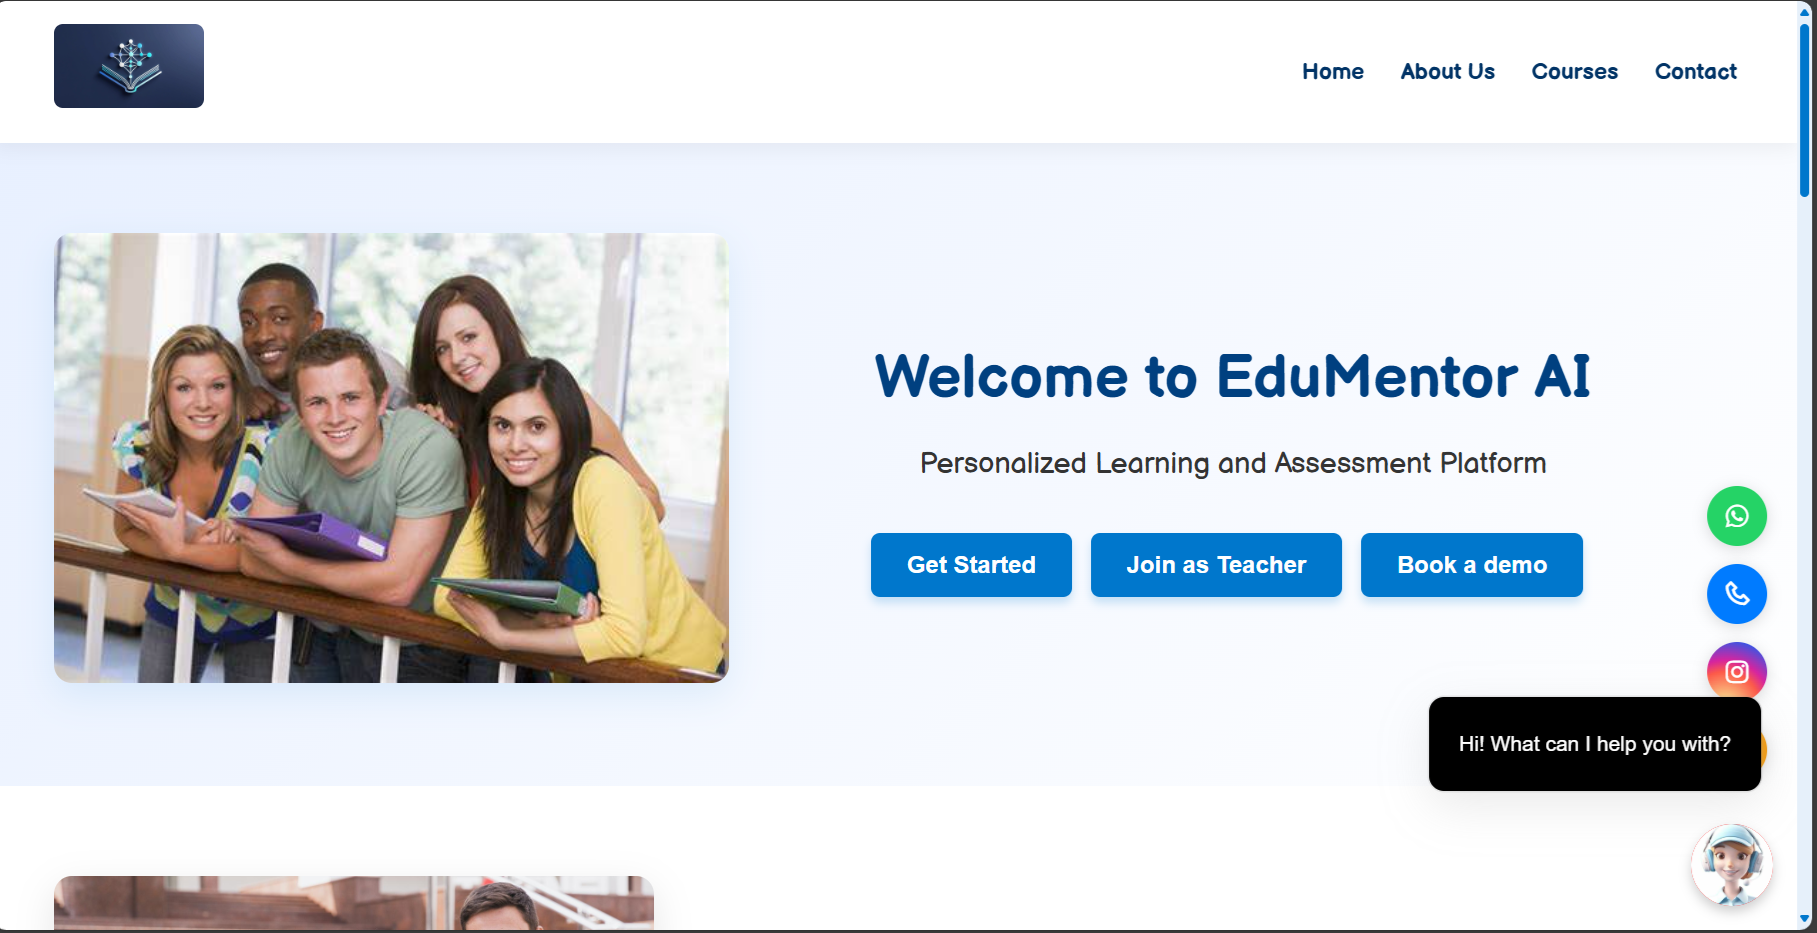 Home About Us Courses Contact
Welcome to EduMentor AI
Personalized Learning and Assessment Platform
Get Started Join as Teacher Book a demo
Hi! What can I help you with?